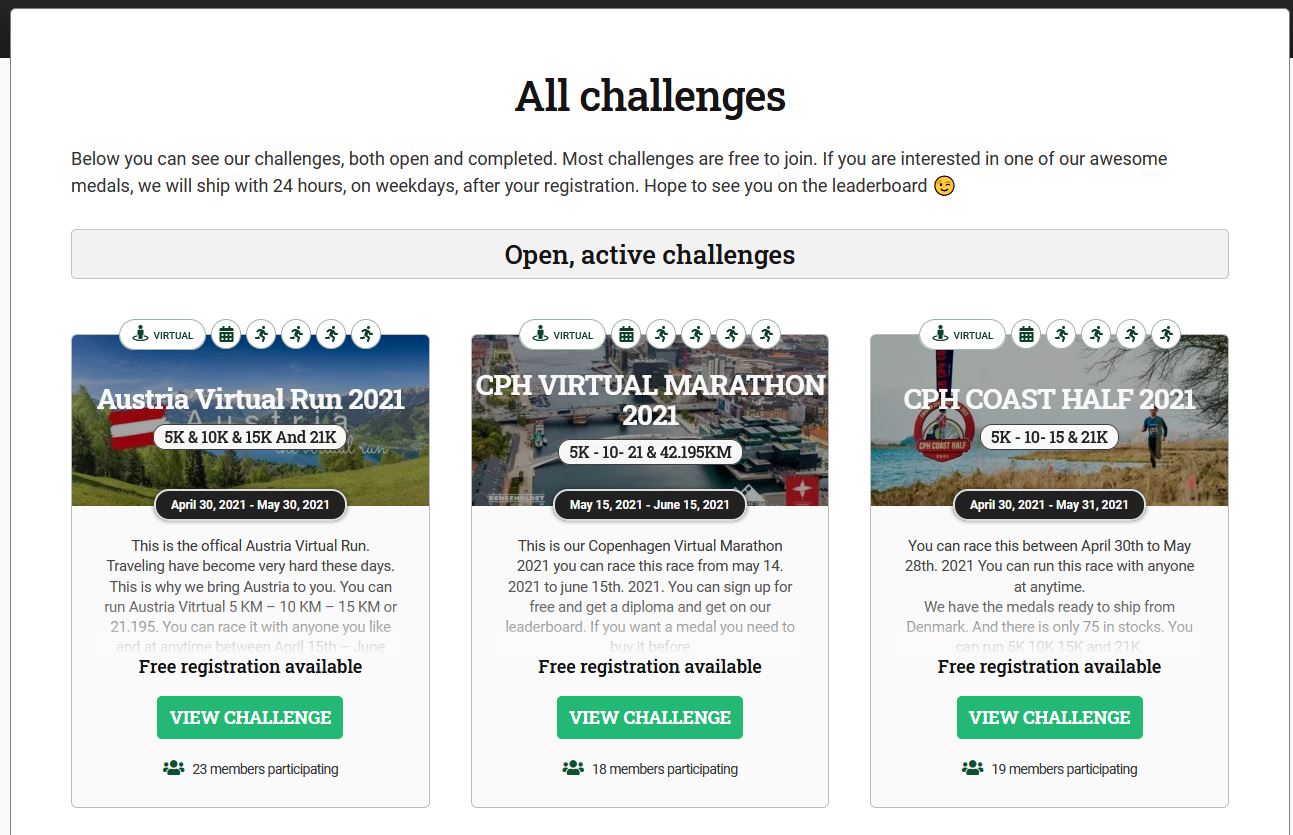 All challenges
Below you can see our challenges, both open and completed. Most challenges are free to join. If you are interested in one of our awesome
medals, we will ship with 24 hours, on weekdays, after your registration. Hope to see you on the leaderboard 😉
Open, active challenges
VIRTUAL
Austria Virtual Run 2021
Austria
5K & 10K & 15K And 21K
the virtual run
April 30, 2021 - May 30, 2021
This is the offical Austria Virtual Run.
Traveling have become very hard these days.
This is why we bring Austria to you. You can
run Austria Vitrtual 5 KM – 10 KM – 15 KM or
21.195. You can race it with anyone you like
and at anytime between April 15th – June
Free registration available
VIEW CHALLENGE
23 members participating
VIRTUAL
CPH VIRTUAL MARATHON
2021
5K - 10- 21 & 42.195KM
May 15, 2021 - June 15, 2021
This is our Copenhagen Virtual Marathon
2021 you can race this race from may 14.
2021 to june 15th. 2021. You can sign up for
free and get a diploma and get on our
leaderboard. If you want a medal you need to
buy it before
Free registration available
VIEW CHALLENGE
18 members participating
VIRTUAL
CPH COAST HALF 2021
5K - 10- 15 & 21K
CPH COAST HALF
2021
April 30, 2021 - May 31, 2021
You can race this between April 30th to May
28th. 2021 You can run this race with anyone
at anytime.
We have the medals ready to ship from
Denmark. And there is only 75 in stocks. You
can run 5K 10K 15K and 21K.
Free registration available
VIEW CHALLENGE
19 members participating